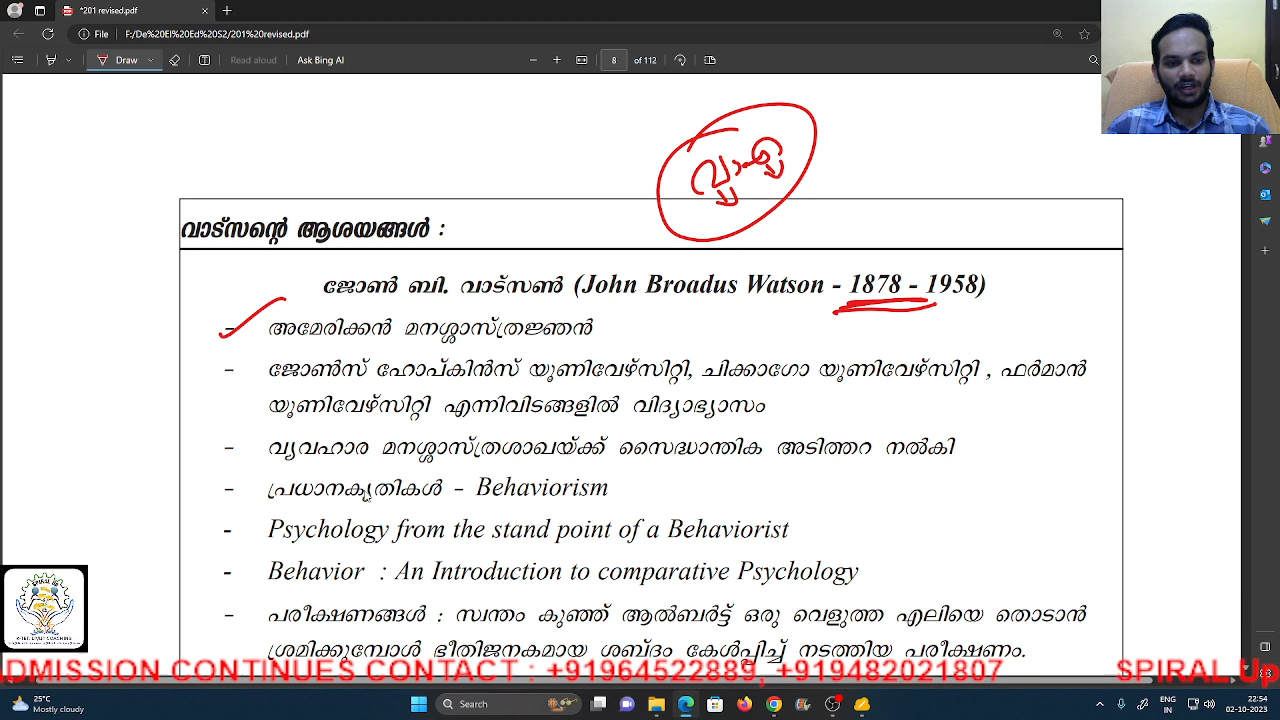 *201 revised.pdf
File F:/De%20El%20Ed%20S2/201%20revised.pdf
Draw Read aloud Ask Bing AI 8 of 112
വാട്സന്റെ ആശയങ്ങൾ :
ജോൺ ബി. വാട്സൺ (John Broadus Watson - 1878 - 1958)
- അമേരിക്കൻ മനശ്ശാസ്ത്രജ്ഞൻ
- ജോൺസ് ഹോപ്കിൻസ് യൂണിവേഴ്സിറ്റി, ചിക്കാഗോ യൂണിവേഴ്സിറ്റി , ഫർമാൻ
യൂണിവേഴ്സിറ്റി എന്നിവിടങ്ങളിൽ വിദ്യാഭ്യാസം
- വ്യവഹാര മനശ്ശാസ്ത്രശാഖയ്ക്ക് സൈദ്ധാന്തിക അടിത്തറ നൽകി
- പ്രധാനകൃതികൾ - Behaviorism
- Psychology from the stand point of a Behaviorist
- Behavior : An Introduction to comparative Psychology
- പരീക്ഷണങ്ങൾ : സ്വന്തം കുഞ്ഞ് ആൽബർട്ട് ഒരു വെളുത്ത എലിയെ തൊടാൻ
ശ്രമിക്കുമ്പോൾ ഭീതിജനകമായ ശബ്ദം കേൾപ്പിച്ച് നടത്തിയ പരീക്ഷണം.
DMISSION CONTINUES CONTACT : +91964522889, +919482021807 SPIRAL Up
25°C
Mostly cloudy
Search
ENG
IN
22:54
02-10-2023